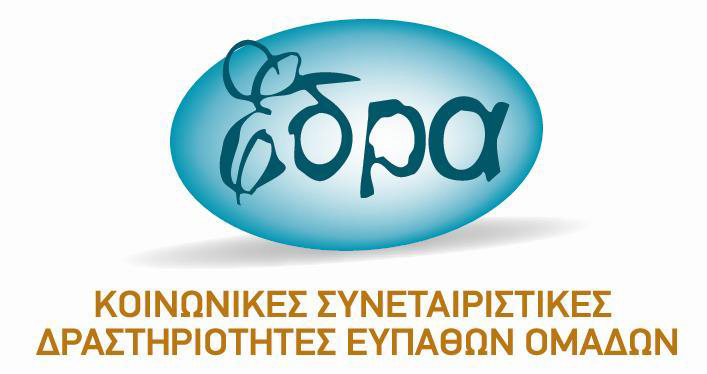 έδρα
ΚΟΙΝΩΝΙΚΕΣ ΣΥΝΕΤΑΙΡΙΣΤΙΚΕΣ
ΔΡΑΣΤΗΡΙΟΤΗΤΕΣ ΕΥΠΑΘΩΝ ΟΜΑΔΩΝ